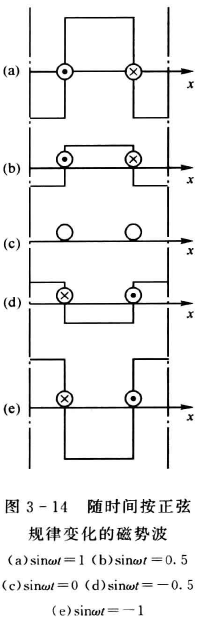 (a)
x
(b)
x
(c)
x
(d)
x
(e)
x
图 3-14 随时间按正弦
规律变化的磁势波
(a)sinωt=1 (b)sinωt=0.5
(c)sinωt=0 (d)sinωt=-0.5
(e)sinωt=-1